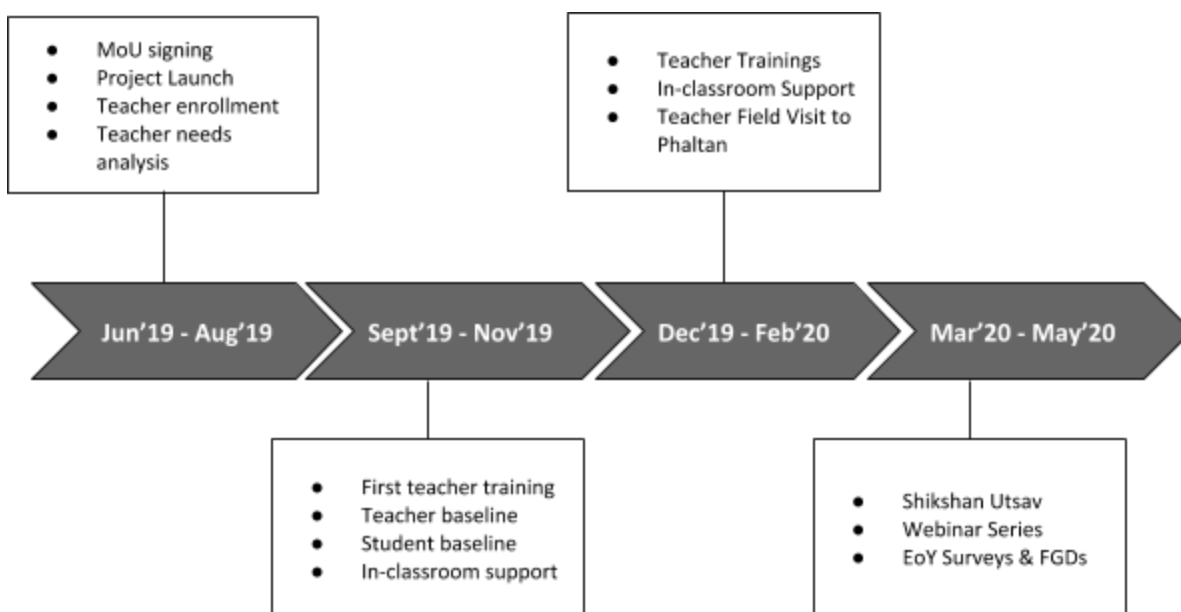 ● MoU signing
● Project Launch
● Teacher enrollment
● Teacher needs
analysis
● Teacher Trainings
● In-classroom Support
● Teacher Field Visit to
Phaltan
Jun’19 - Aug’19
Sept’19 - Nov’19
Dec’19 - Feb’20
Mar’20 - May’20
● First teacher training
● Teacher baseline
● Student baseline
● In-classroom support
● Shikshan Utsav
● Webinar Series
● EoY Surveys & FGDs